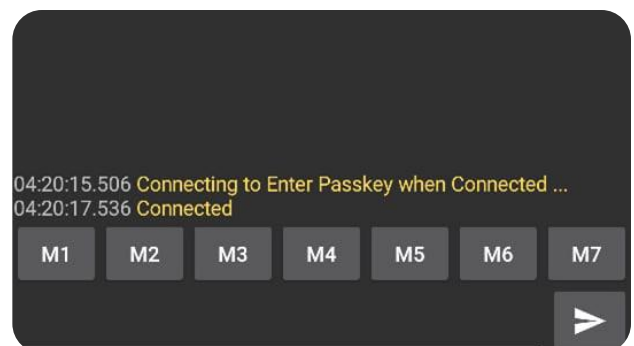 04:20:15.506 Connecting to Enter Passkey when Connected ...
04:20:17.536 Connected
M1 M2 M3 M4 M5 M6 M7